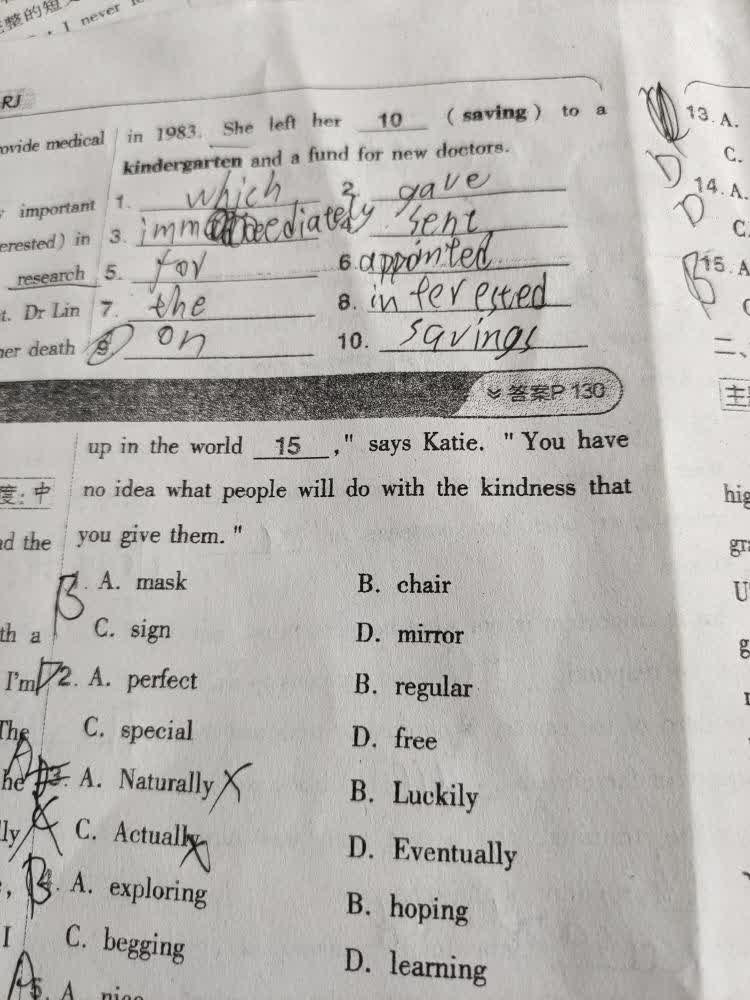 整的短
. I never
RJ
ovide medical
in 1983. She left her 10 (saving) to a
kindergarten and a fund for new doctors.
important
1. which 2. gave
erested) in
3. immediately 4. sent
research
5. for 6. appointed
t. Dr Lin
7. the 8. interested
her death
9. on 10. savings
答案P 130
up in the world 15 ," says Katie. "You have
度:中
no idea what people will do with the kindness that
nd the
you give them."
B 1. A. mask B. chair
th a
C. sign D. mirror
I'm
D 2. A. perfect B. regular
The
C. special D. free
he
A 3. A. Naturally B. Luckily
ly
C. Actually D. Eventually
B 4. A. exploring B. hoping
I
C. begging D. learning
A 5. A. nice
13. A.
C.
D 14. A.
D
C.
B 15. A
二、
主
hig
gra
U
g